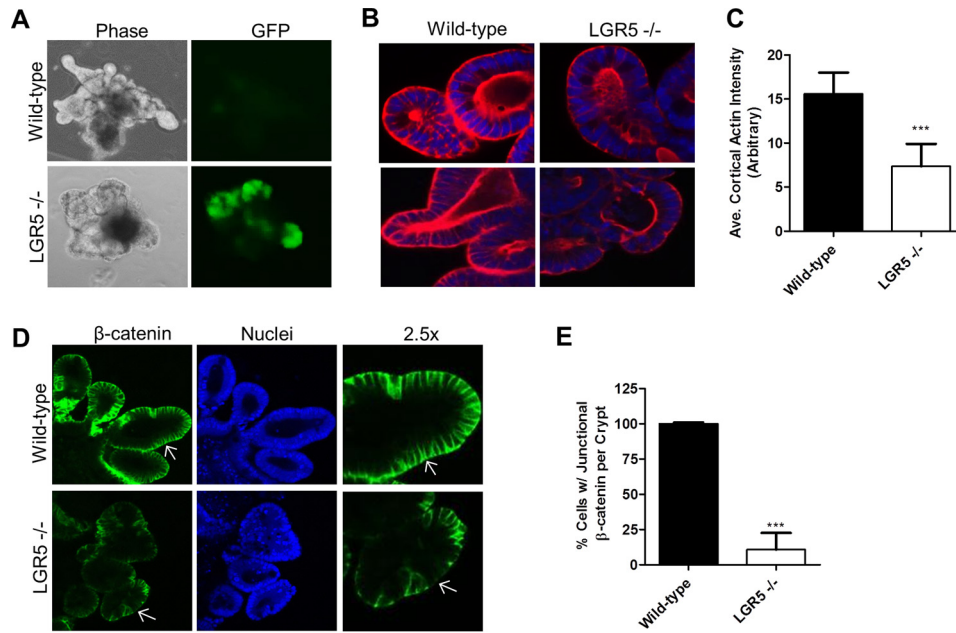 A
Phase
GFP
Wild-type
LGR5 -/-
B
Wild-type
LGR5 -/-
C
Ave. Cortical Actin Intensity
(Arbitrary)
20
15
10
5
0
***
Wild-type
LGR5 -/-
D
β-catenin
Nuclei
2.5x
Wild-type
LGR5 -/-
E
% Cells w/ Junctional
β-catenin per Crypt
125
100
75
50
25
0
***
Wild-type
LGR5 -/-